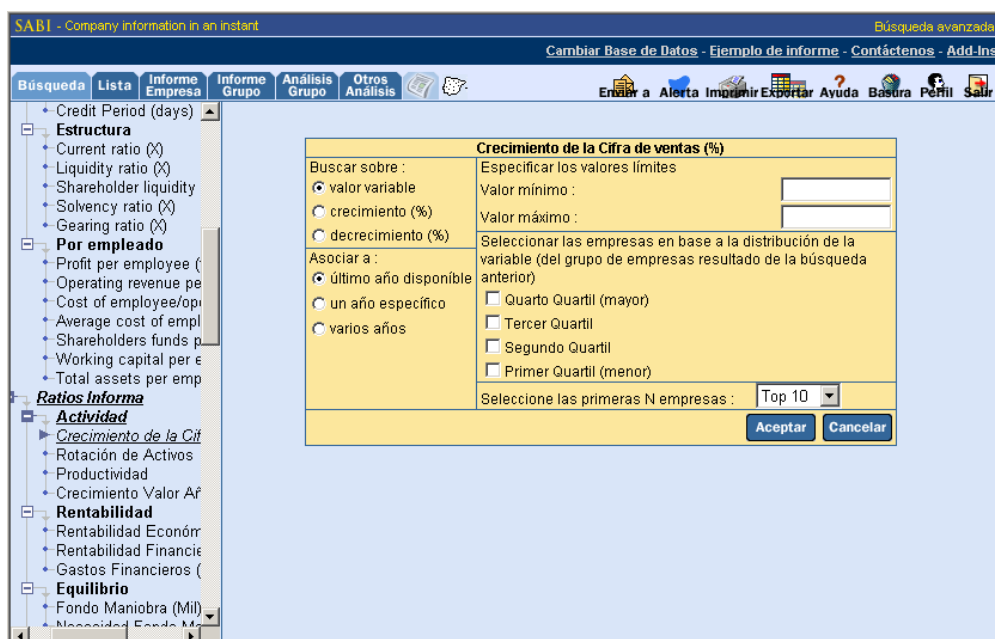 SABI - Company information in an instant
Búsqueda avanzada
Cambiar Base de Datos - Ejemplo de informe - Contáctenos - Add-Ins
Búsqueda
Lista
Informe Empresa
Informe Grupo
Análisis Grupo
Otros Análisis
Enviar a
Alerta
Imprimir
Exportar
Ayuda
Basura
Perfil
Salir
Credit Period (days)
Estructura
Current ratio (X)
Liquidity ratio (X)
Shareholder liquidity
Solvency ratio (X)
Gearing ratio (X)
Por empleado
Profit per employee (
Operating revenue pe
Cost of employee/op
Average cost of empl
Shareholders funds p
Working capital per e
Total assets per emp
Ratios Informa
Actividad
Crecimiento de la Cif
Rotación de Activos
Productividad
Crecimiento Valor Añ
Rentabilidad
Rentabilidad Económ
Rentabilidad Financie
Gastos Financieros (
Equilibrio
Fondo Maniobra (Mil)
Crecimiento de la Cifra de ventas (%)
Buscar sobre :
valor variable
crecimiento (%)
decrecimiento (%)
Asociar a :
último año disponible
un año específico
varios años
Especificar los valores límites
Valor mínimo :
Valor máximo :
Seleccionar las empresas en base a la distribución de la
variable (del grupo de empresas resultado de la búsqueda
anterior)
Quarto Quartil (mayor)
Tercer Quartil
Segundo Quartil
Primer Quartil (menor)
Seleccione las primeras N empresas :
Top 10
Aceptar
Cancelar